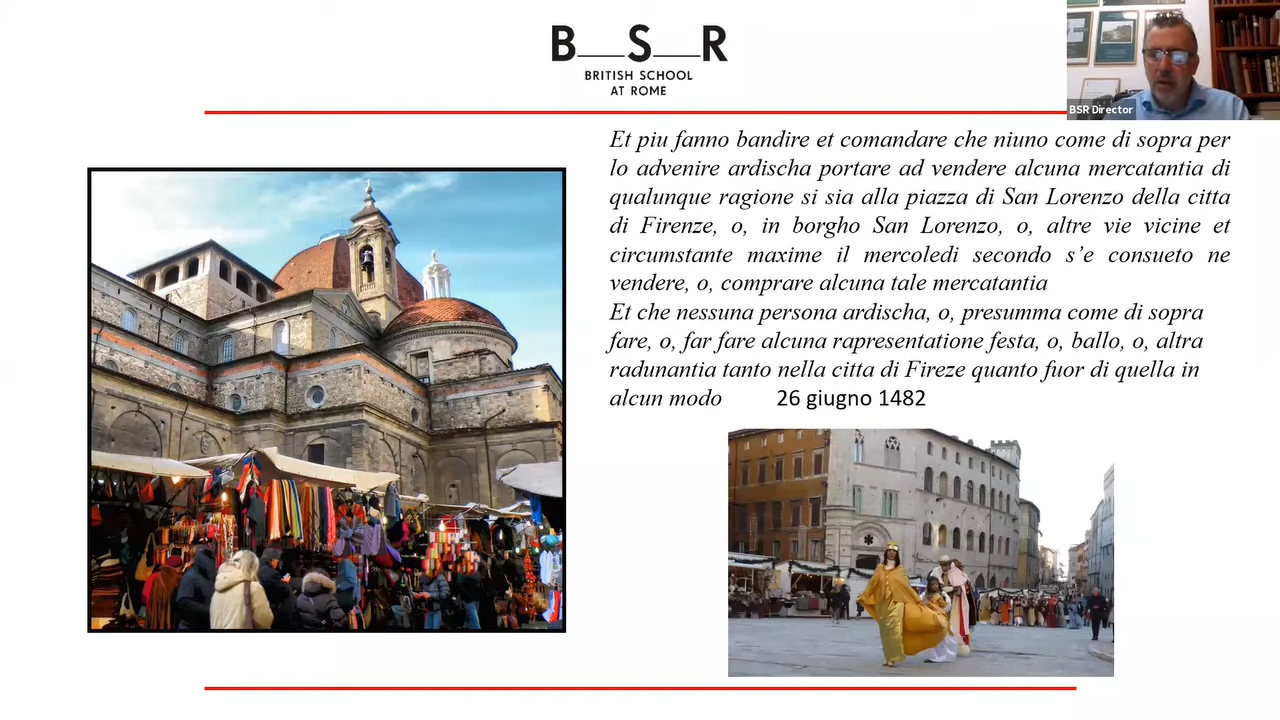 B__S__R
BRITISH SCHOOL
AT ROME
BSR Director
Et piu fanno bandire et comandare che niuno come di sopra per
lo advenire ardischa portare ad vendere alcuna mercatantia di
qualunque ragione si sia alla piazza di San Lorenzo della citta
di Firenze, o, in borgho San Lorenzo, o, altre vie vicine et
circumstante maxime il mercoledi secondo s’e consueto ne
vendere, o, comprare alcuna tale mercatantia
Et che nessuna persona ardischa, o, presumma come di sopra
fare, o, far fare alcuna rapresentatione festa, o, ballo, o, altra
radunantia tanto nella citta di Fireze quanto fuor di quella in
alcun modo 26 giugno 1482